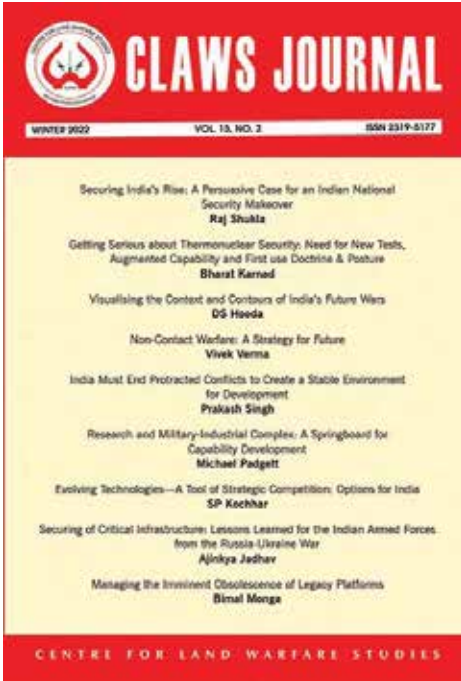 CENTRE FOR LAND WARFARE STUDIES
CLAWS JOURNAL
WINTER 2022
VOL 15, NO. 2
ISSN 2319-5177
Securing India's Rise: A Persuasive Case for an Indian National
Security Makeover
Raj Shukla
Getting Serious about Thermonuclear Security: Need for New Tests,
Augmented Capability and First use Doctrine & Posture
Bharat Karnad
Visualising the Context and Contours of India's Future Wars
DS Hooda
Non-Contact Warfare: A Strategy for Future
Vivek Verma
India Must End Protracted Conflicts to Create a Stable Environment
for Development
Prakash Singh
Research and Military-Industrial Complex: A Springboard for
Capability Development
Michael Padgett
Evolving Technologies—A Tool of Strategic Competition: Options for India
SP Kochhar
Securing of Critical Infrastructure: Lessons Learned for the Indian Armed Forces
from the Russia-Ukraine War
Ajinkya Jadhav
Managing the Imminent Obsolescence of Legacy Platforms
Bimal Monga
CENTRE FOR LAND WARFARE STUDIES